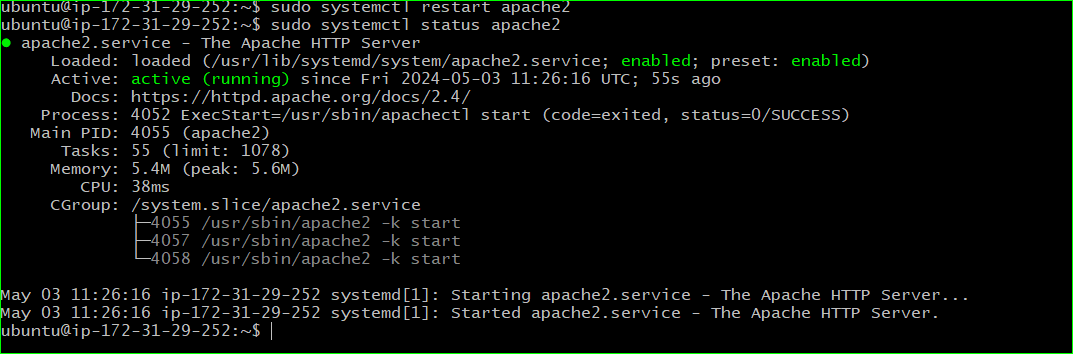 ubuntu@ip-172-31-29-252:~$ sudo systemctl restart apache2
ubuntu@ip-172-31-29-252:~$ sudo systemctl status apache2
● apache2.service - The Apache HTTP Server
     Loaded: loaded (/usr/lib/systemd/system/apache2.service; enabled; preset: enabled)
     Active: active (running) since Fri 2024-05-03 11:26:16 UTC; 55s ago
       Docs: https://httpd.apache.org/docs/2.4/
    Process: 4052 ExecStart=/usr/sbin/apachectl start (code=exited, status=0/SUCCESS)
   Main PID: 4055 (apache2)
      Tasks: 55 (limit: 1078)
     Memory: 5.4M (peak: 5.6M)
        CPU: 38ms
     CGroup: /system.slice/apache2.service
             ├─4055 /usr/sbin/apache2 -k start
             ├─4057 /usr/sbin/apache2 -k start
             └─4058 /usr/sbin/apache2 -k start
May 03 11:26:16 ip-172-31-29-252 systemd[1]: Starting apache2.service - The Apache HTTP Server...
May 03 11:26:16 ip-172-31-29-252 systemd[1]: Started apache2.service - The Apache HTTP Server.
ubuntu@ip-172-31-29-252:~$